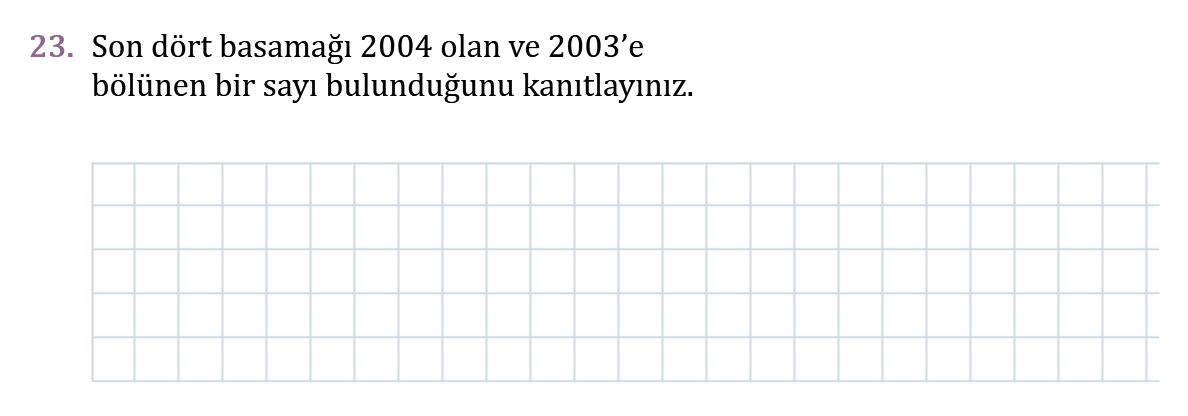 23. Son dört basamağı 2004 olan ve 2003’e
bölünen bir sayı bulunduğunu kanıtlayınız.